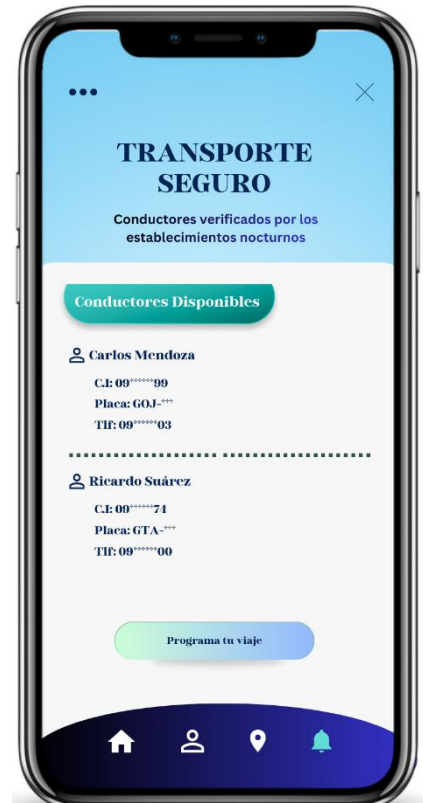 TRANSPORTE
SEGURO
Conductores verificados por los
establecimientos nocturnos
Conductores Disponibles
Carlos Mendoza
C.I: 09******99
Placa: GOJ-***
Tlf: 09******03
Ricardo Suárez
C.I: 09******74
Placa: GTA-***
Tlf: 09******00
Programa tu viaje